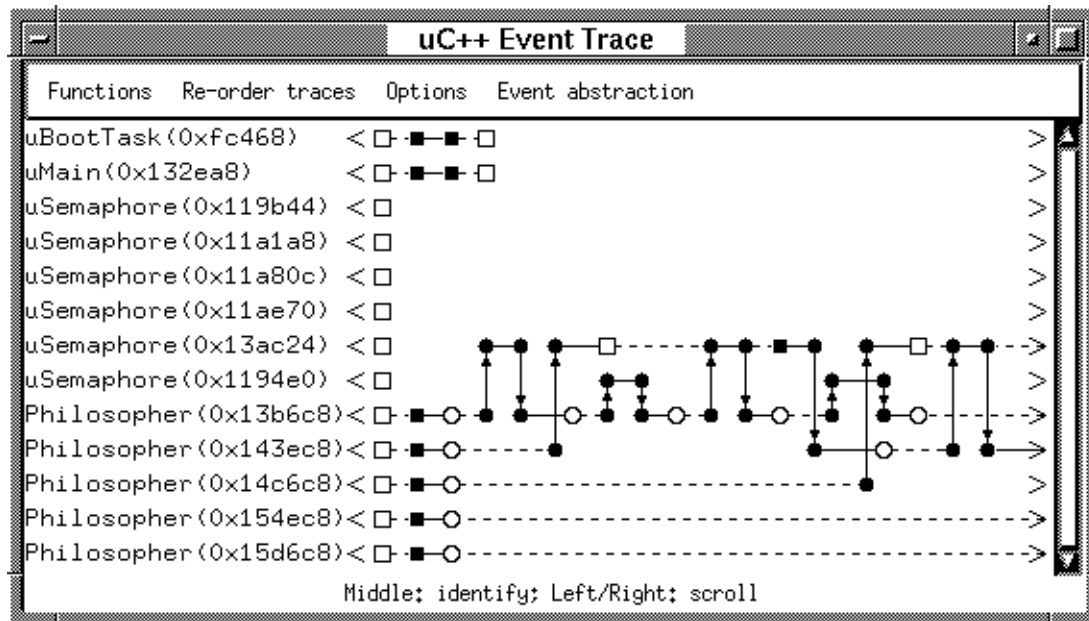 uC++ Event Trace
Functions Re-order traces Options Event abstraction
uBootTask(0xfc468)
uMain(0x132ea8)
uSemaphore(0x119b44)
uSemaphore(0x11a1a8)
uSemaphore(0x11a80c)
uSemaphore(0x11ae70)
uSemaphore(0x13ac24)
uSemaphore(0x1194e0)
Philosopher(0x13b6c8)
Philosopher(0x143ec8)
Philosopher(0x14c6c8)
Philosopher(0x154ec8)
Philosopher(0x15d6c8)
Middle: identify; Left/Right: scroll